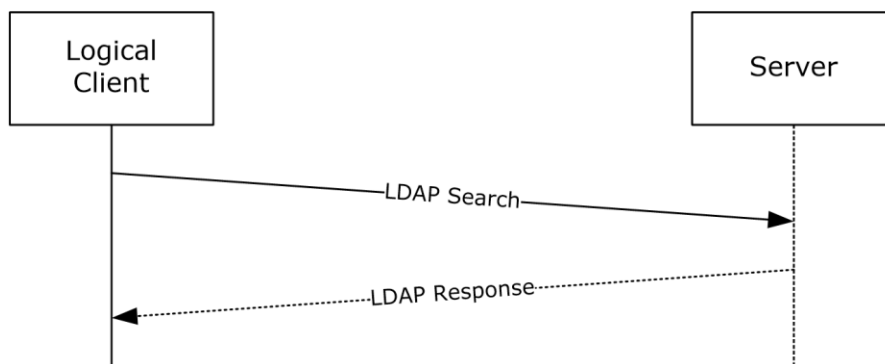 Logical
Client
Server
LDAP Search
LDAP Response